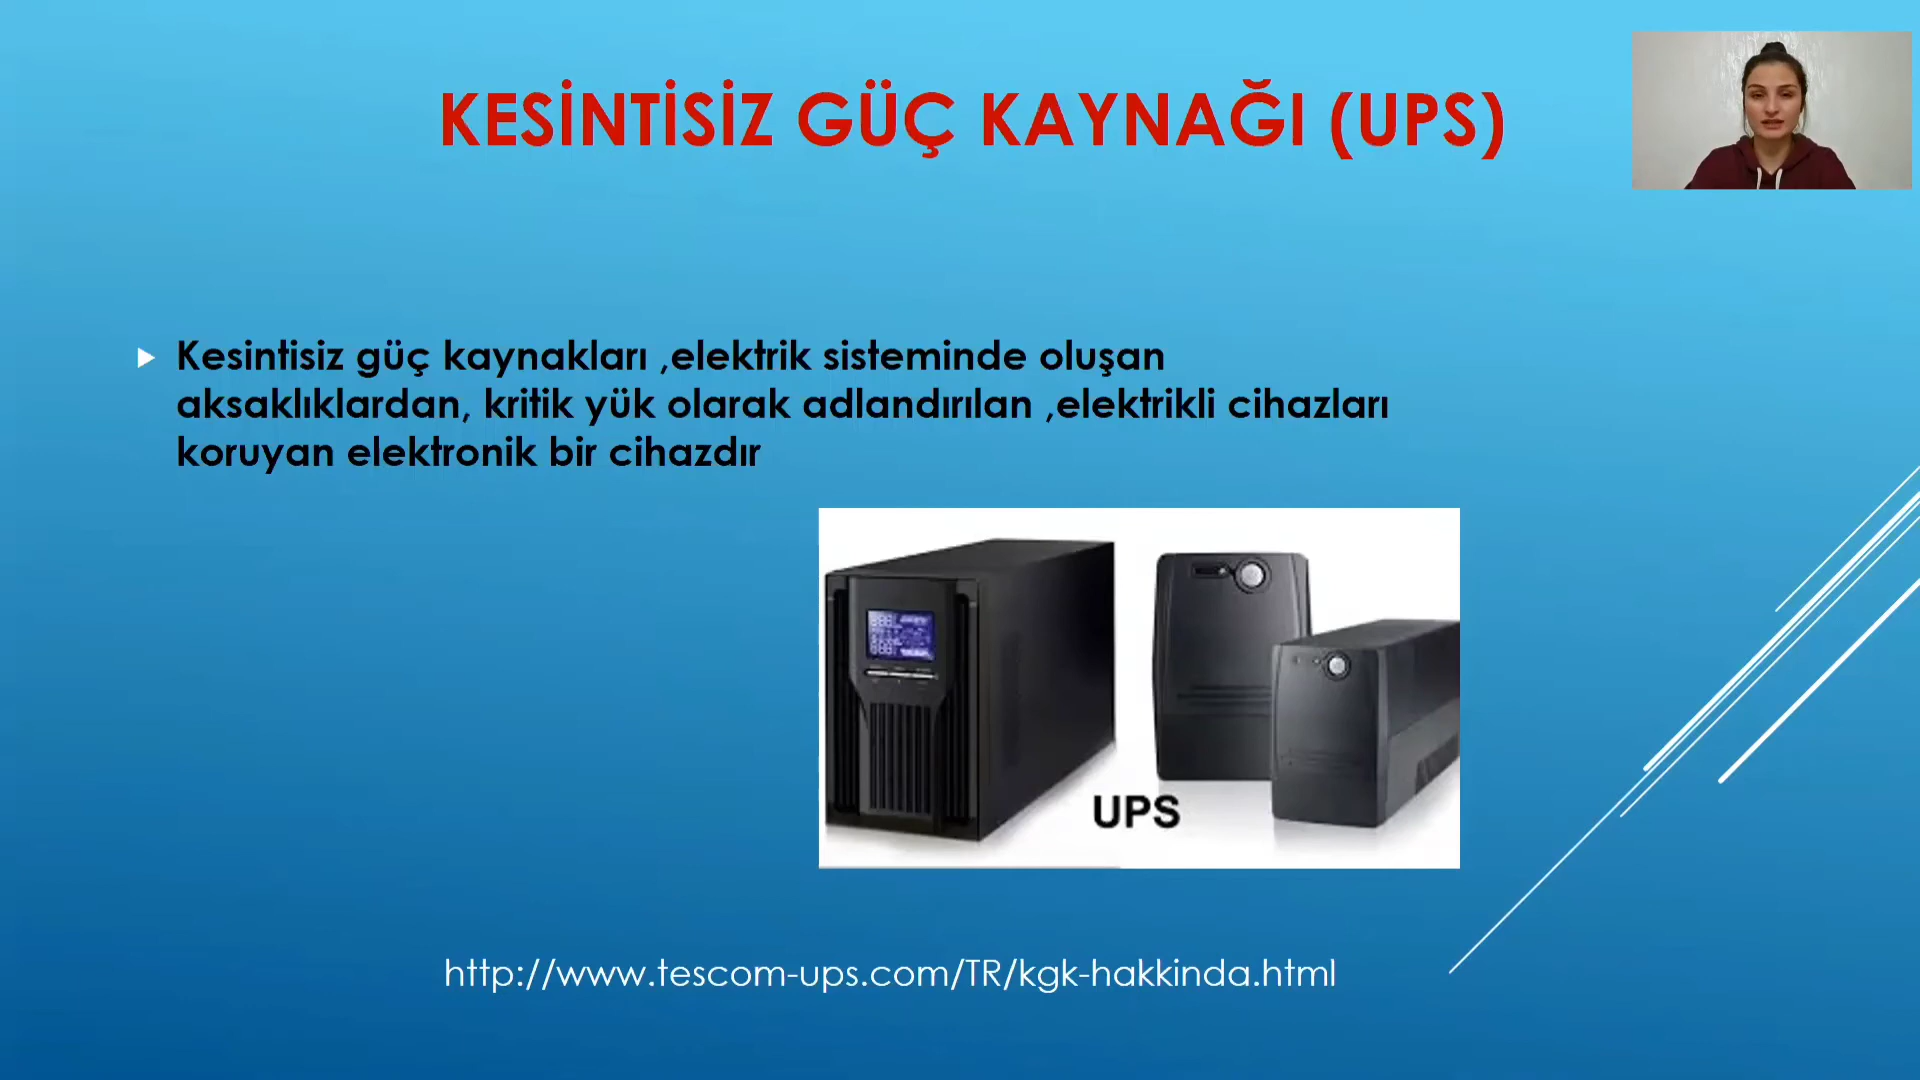 KESİNTİSİZ GÜÇ KAYNAĞI (UPS)
Kesintisiz güç kaynakları ,elektrik sisteminde oluşan
aksaklıklardan, kritik yük olarak adlandırılan ,elektrikli cihazları
koruyan elektronik bir cihazdır
UPS
http://www.tescom-ups.com/TR/kgk-hakkinda.html